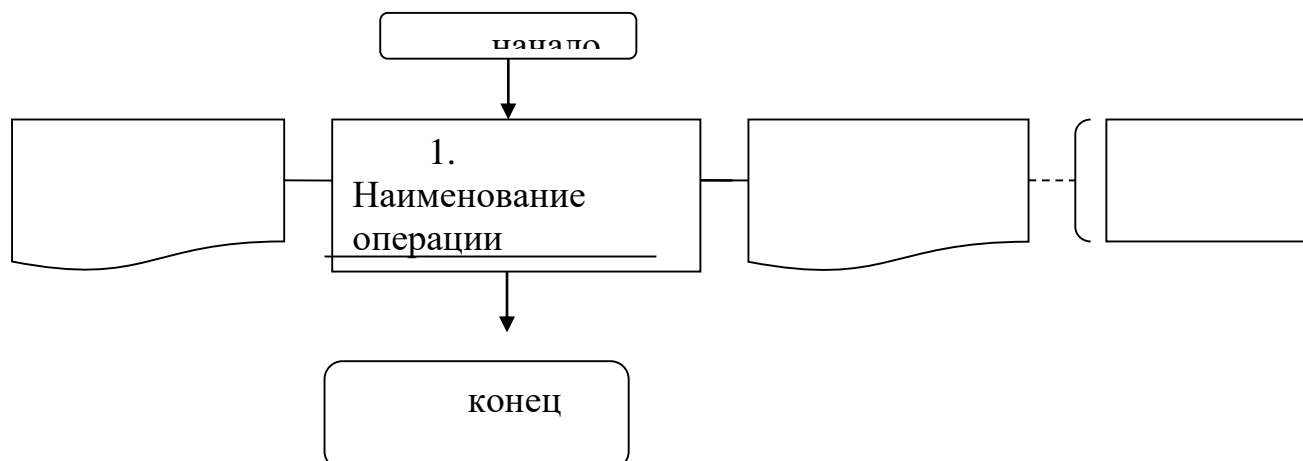 начало
1.
Наименование
операции
конец